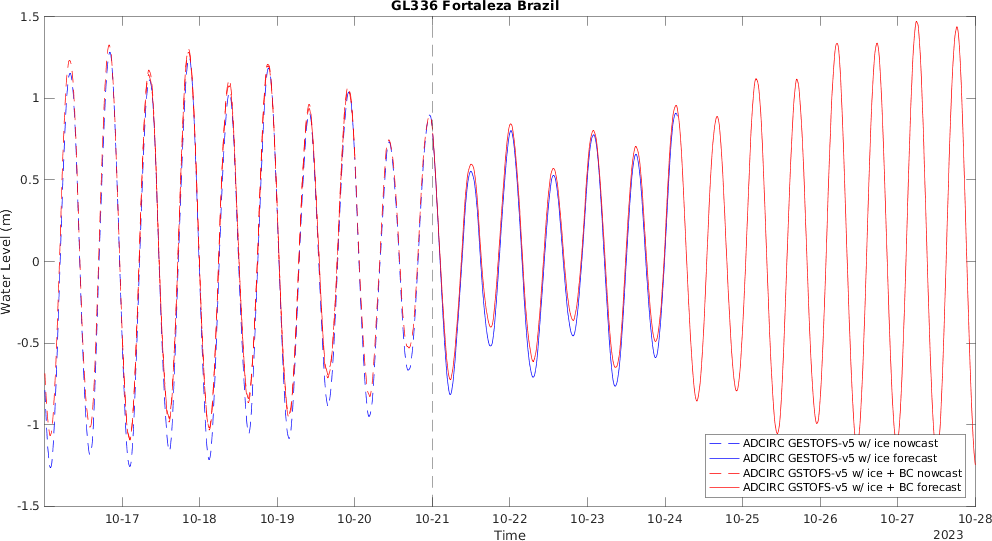 GL336 Fortaleza Brazil
1.5
1
0.5
0
-0.5
-1
-1.5
Water Level (m)
10-17 10-18 10-19 10-20 10-21 10-22 10-23 10-24 10-25 10-26 10-27 10-28
Time
2023
ADCIRC GESTOFS-v5 w/ ice nowcast
ADCIRC GESTOFS-v5 w/ ice forecast
ADCIRC GSTOFS-v5 w/ ice + BC nowcast
ADCIRC GSTOFS-v5 w/ ice + BC forecast